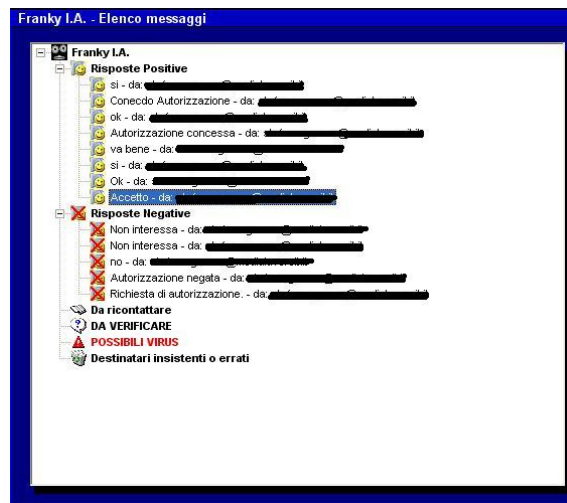 Franky I.A. - Elenco messaggi
Franky I.A.
Risposte Positive
si - da:
Conecdo Autorizzazione - da:
ok - da:
Autorizzazione concessa - da:
va bene - da:
si - da:
Ok - da:
Accetto - da:
Risposte Negative
Non interessa - da:
Non interessa - da:
no - da:
Autorizzazione negata - da:
Richiesta di autorizzazione. - da:
Da ricontattare
DA VERIFICARE
POSSIBILI VIRUS
Destinatari insistenti o errati